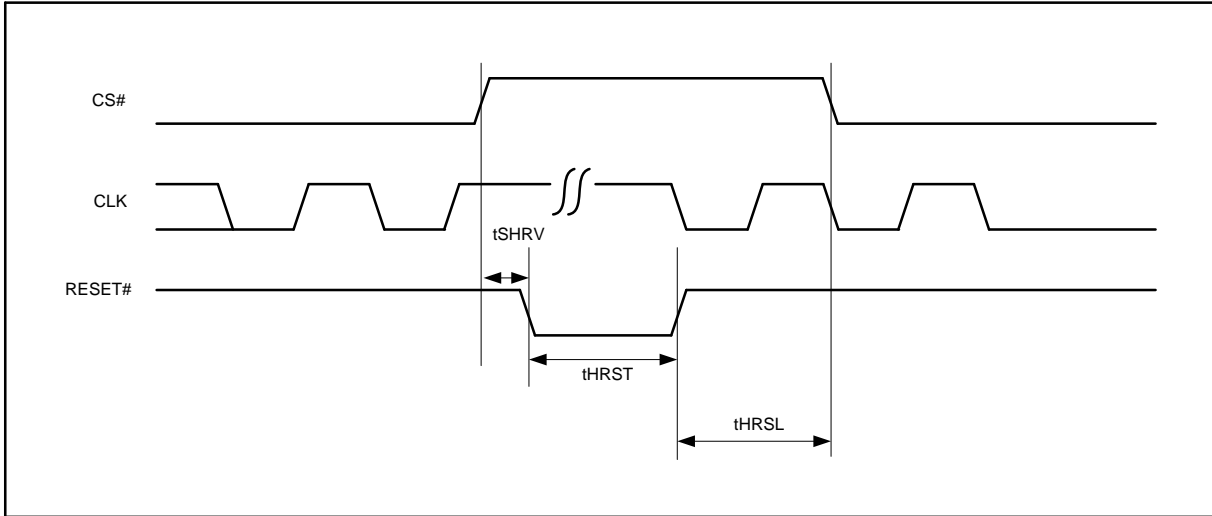 CS#
CLK
tSHRV
RESET#
tHRST
tHRSL